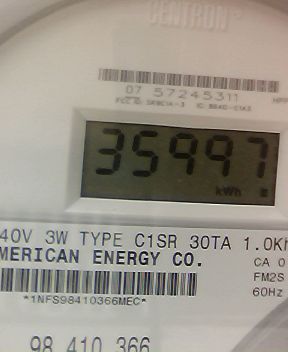 CENTRON®
07 57245311
35997
kWh
40V 3W TYPE C1SR 30TA 1.0Kh
MERICAN ENERGY CO.
CA 0
FM2S
60Hz
*1NFS98410366MEC*
98 410 366